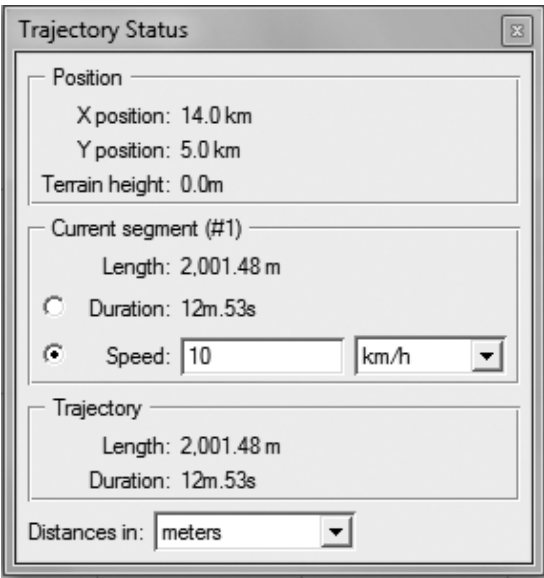 Trajectory Status
Position
X position: 14.0 km
Y position: 5.0 km
Terrain height: 0.0m
Current segment (#1)
Length: 2,001.48 m
Duration: 12m.53s
Speed: 10 km/h
Trajectory
Length: 2,001.48 m
Duration: 12m.53s
Distances in: meters